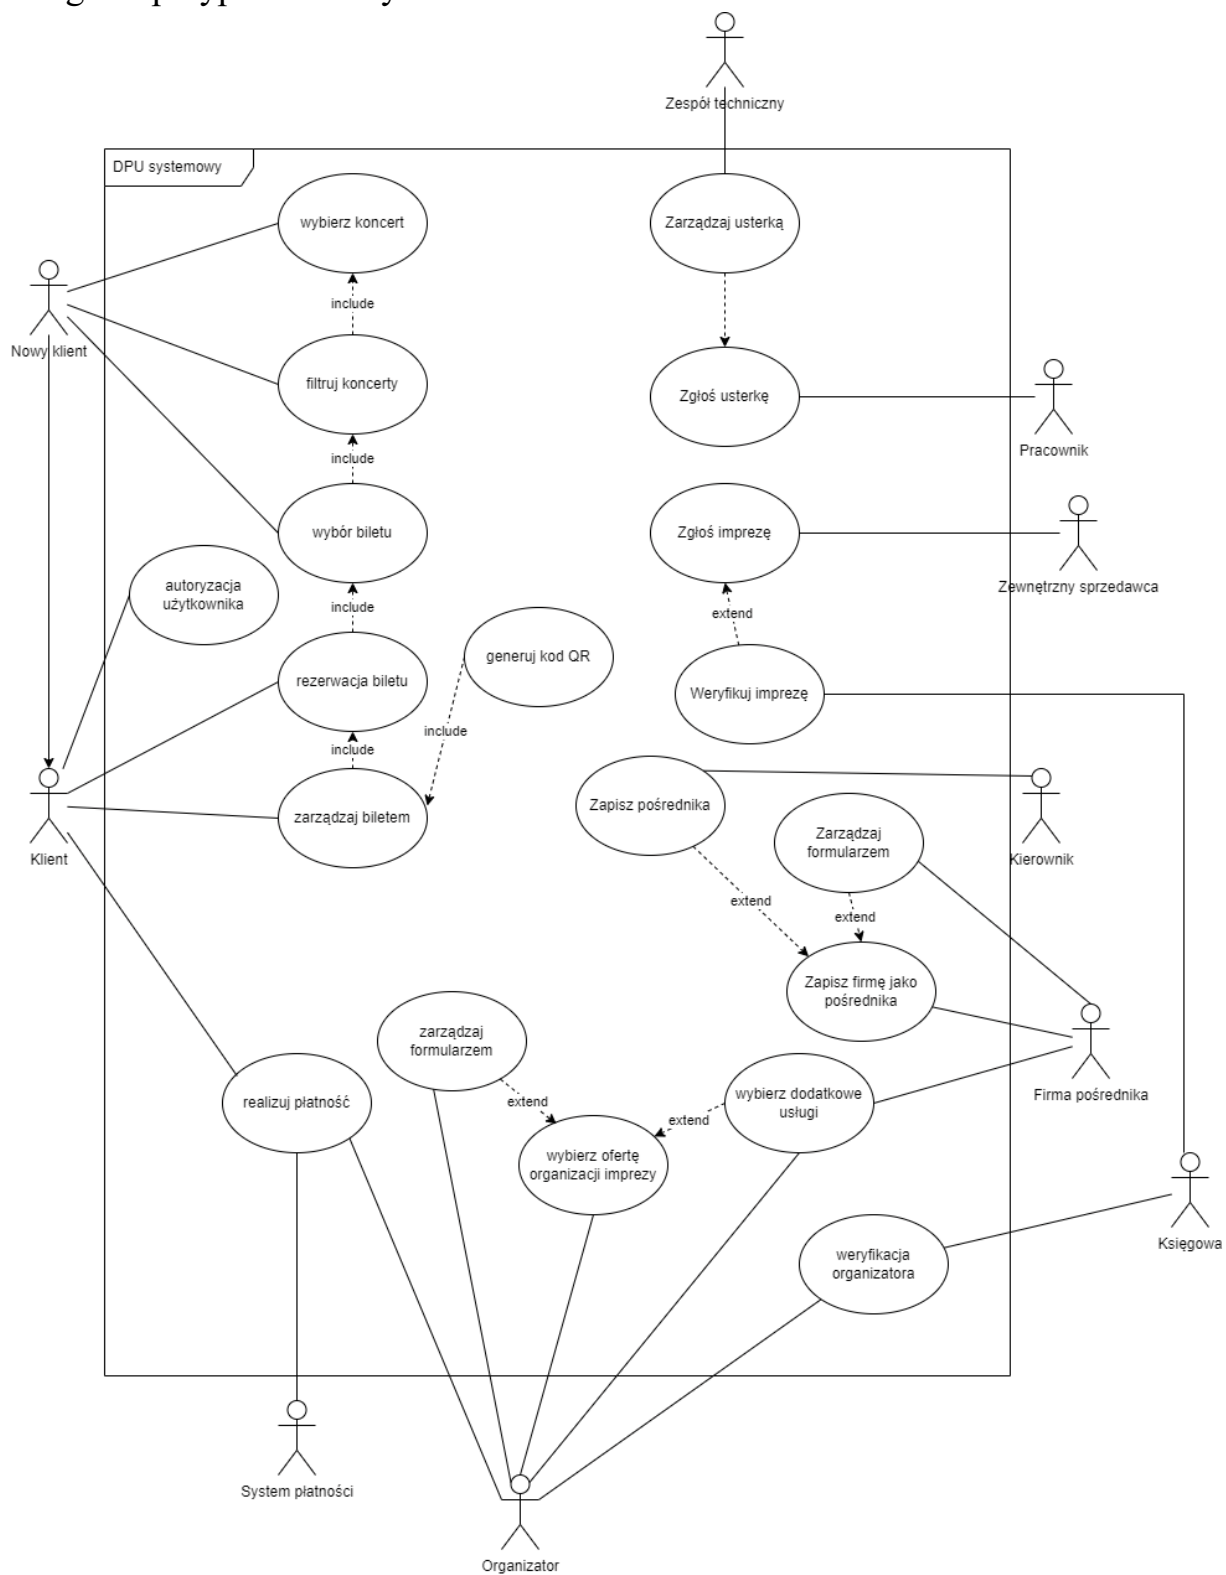 Zespół techniczny
DPU systemowy
wybierz koncert
Zarządzaj usterką
include
Nowy klient
filtruj koncerty
Zgłoś usterkę
Pracownik
include
wybór biletu
Zgłoś imprezę
Zewnętrzny sprzedawca
autoryzacja
użytkownika
include
extend
generuj kod QR
rezerwacja biletu
Weryfikuj imprezę
include
include
zarządzaj biletem
Zapisz pośrednika
Zarządzaj
formularzem
Klient
Kierownik
extend
extend
Zapisz firmę jako
pośrednika
zarządzaj
formularzem
realizuj płatność
extend
wybierz dodatkowe
usługi
Firma pośrednika
extend
wybierz ofertę
organizacji imprezy
Księgowa
weryfikacja
organizatora
System płatności
Organizator